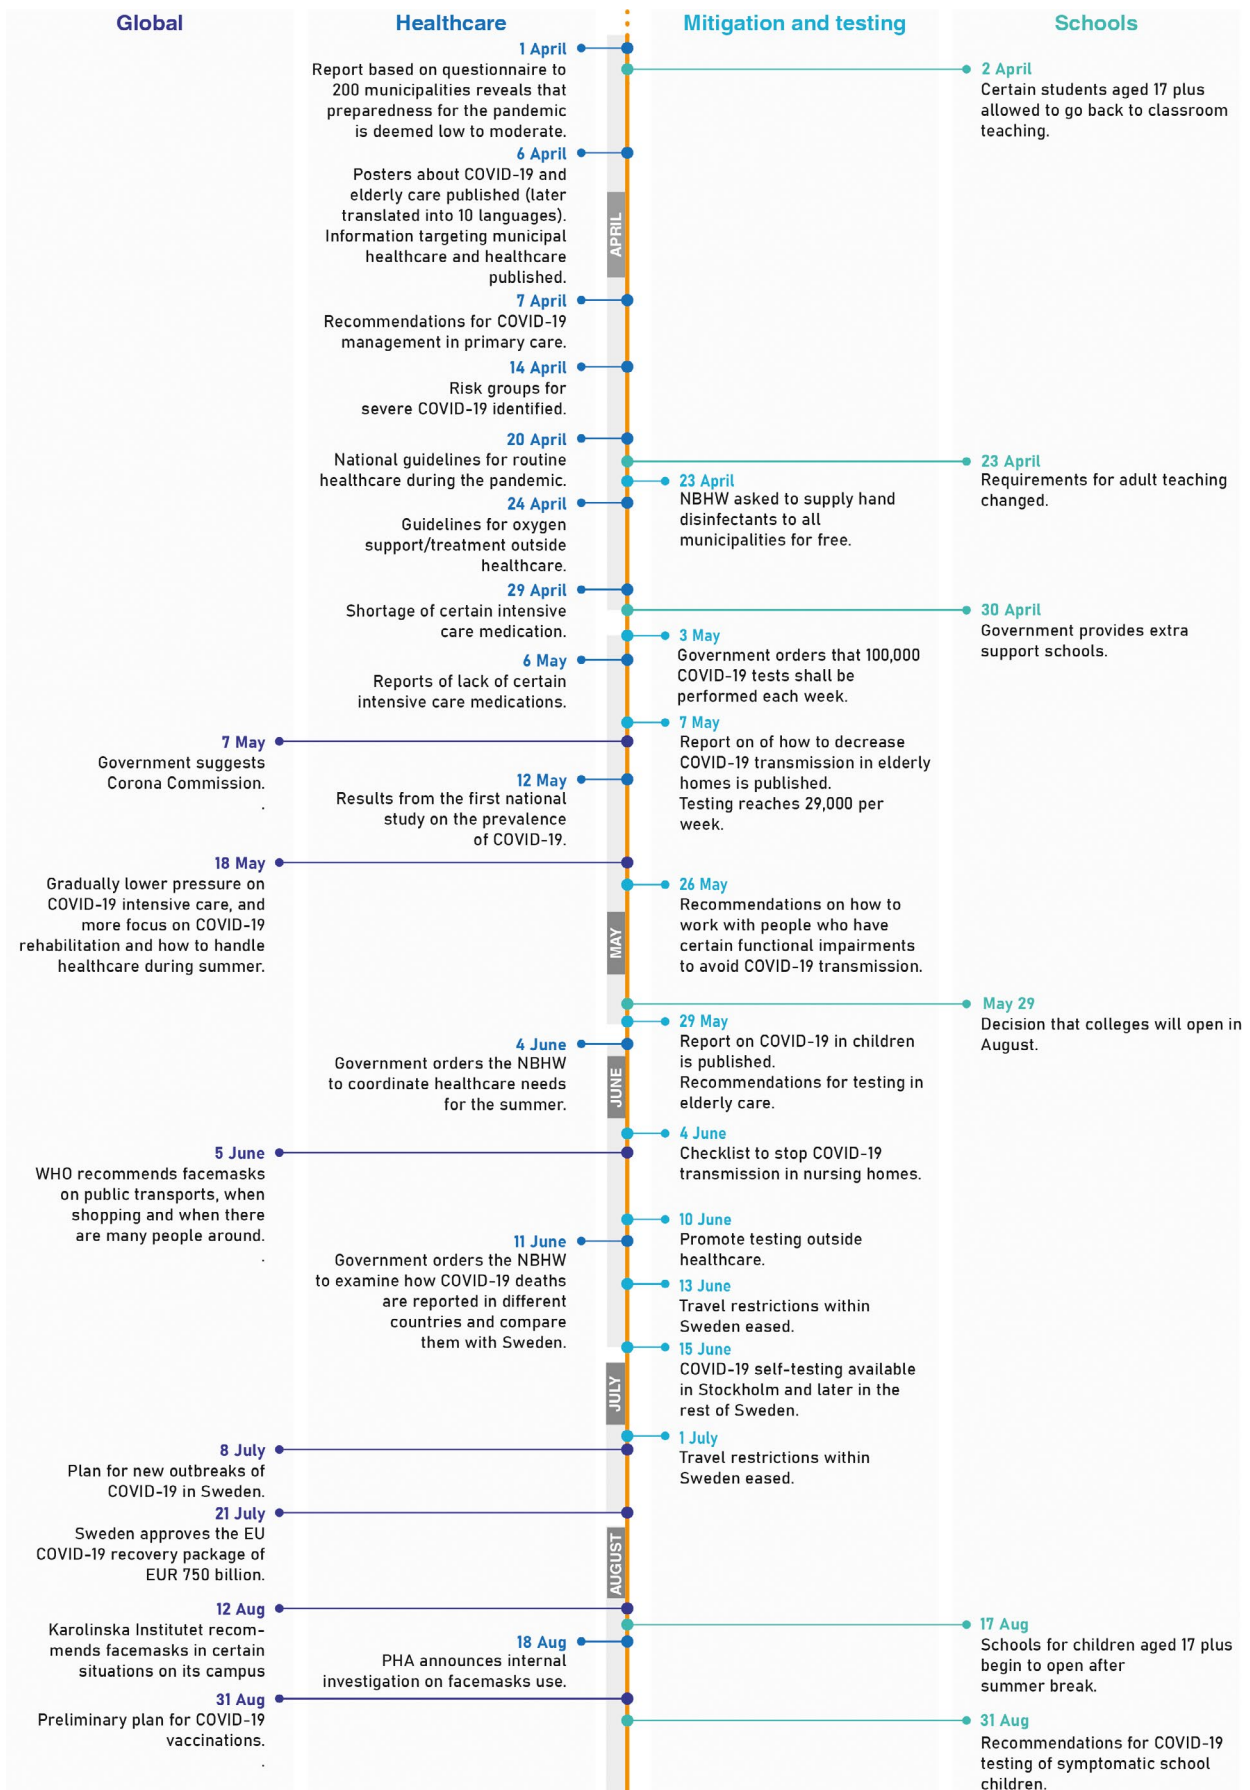 Global
Healthcare
Mitigation and testing
Schools
1 April
Report based on questionnaire to
200 municipalities reveals that
preparedness for the pandemic
is deemed low to moderate.
2 April
Certain students aged 17 plus
allowed to go back to classroom
teaching.
6 April
Posters about COVID-19 and
elderly care published (later
translated into 10 languages).
Information targeting municipal
healthcare and healthcare
published.
APRIL
7 April
Recommendations for COVID-19
management in primary care.
14 April
Risk groups for
severe COVID-19 identified.
20 April
National guidelines for routine
healthcare during the pandemic.
23 April
Requirements for adult teaching
changed.
23 April
NBHW asked to supply hand
disinfectants to all
municipalities for free.
24 April
Guidelines for oxygen
support/treatment outside
healthcare.
29 April
Shortage of certain intensive
care medication.
30 April
Government provides extra
support schools.
3 May
Government orders that 100,000
COVID-19 tests shall be
performed each week.
6 May
Reports of lack of certain
intensive care medications.
7 May
Report on of how to decrease
COVID-19 transmission in elderly
homes is published.
Testing reaches 29,000 per
week.
7 May
Government suggests
Corona Commission.
.
12 May
Results from the first national
study on the prevalence
of COVID-19.
18 May
Gradually lower pressure on
COVID-19 intensive care, and
more focus on COVID-19
rehabilitation and how to handle
healthcare during summer.
26 May
Recommendations on how to
work with people who have
certain functional impairments
to avoid COVID-19 transmission.
MAY
May 29
Decision that colleges will open in
August.
29 May
Report on COVID-19 in children
is published.
Recommendations for testing in
elderly care.
4 June
Government orders the NBHW
to coordinate healthcare needs
for the summer.
JUNE
4 June
Checklist to stop COVID-19
transmission in nursing homes.
5 June
WHO recommends facemasks
on public transports, when
shopping and when there
are many people around.
.
10 June
Promote testing outside
healthcare.
11 June
Government orders the NBHW
to examine how COVID-19 deaths
are reported in different
countries and compare
them with Sweden.
13 June
Travel restrictions within
Sweden eased.
15 June
COVID-19 self-testing available
in Stockholm and later in the
rest of Sweden.
JULY
1 July
Travel restrictions within
Sweden eased.
8 July
Plan for new outbreaks of
COVID-19 in Sweden.
21 July
Sweden approves the EU
COVID-19 recovery package of
EUR 750 billion.
AUGUST
12 Aug
Karolinska Institutet recom-
mends facemasks in certain
situations on its campus
17 Aug
Schools for children aged 17 plus
begin to open after
summer break.
18 Aug
PHA announces internal
investigation on facemasks use.
31 Aug
Preliminary plan for COVID-19
vaccinations.
.
31 Aug
Recommendations for COVID-19
testing of symptomatic school
children.